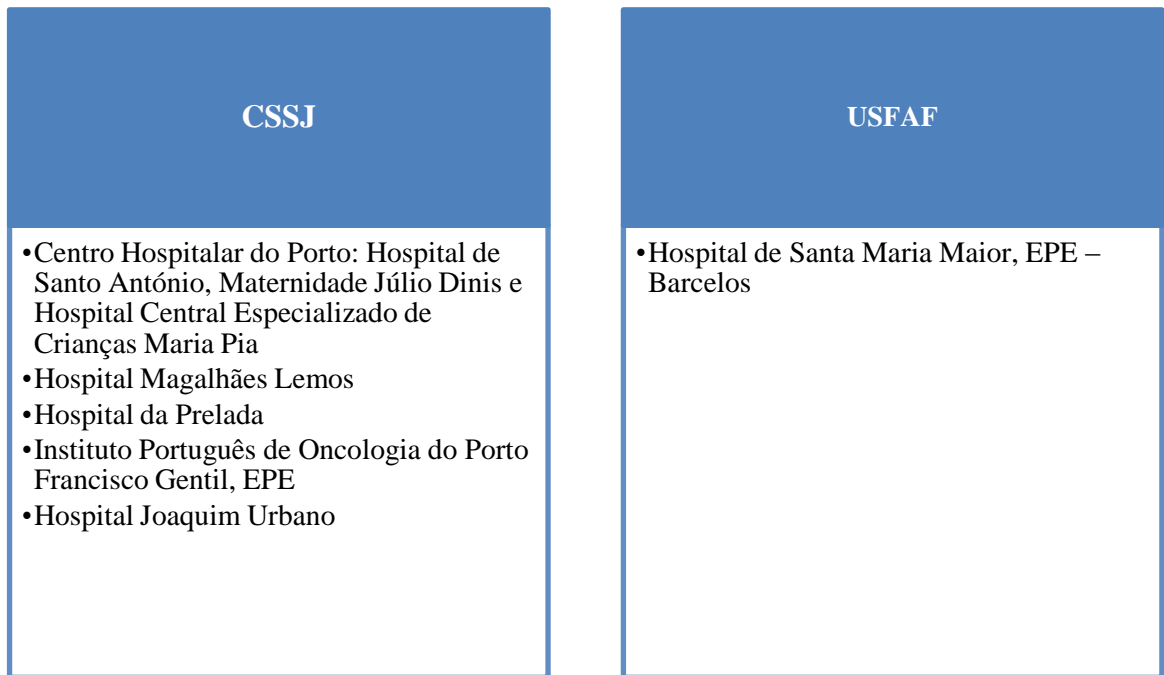 CSSJ
•Centro Hospitalar do Porto: Hospital de
Santo António, Maternidade Júlio Dinis e
Hospital Central Especializado de
Crianças Maria Pia
•Hospital Magalhães Lemos
•Hospital da Prelada
•Instituto Português de Oncologia do Porto
Francisco Gentil, EPE
•Hospital Joaquim Urbano
USFAF
•Hospital de Santa Maria Maior, EPE –
Barcelos